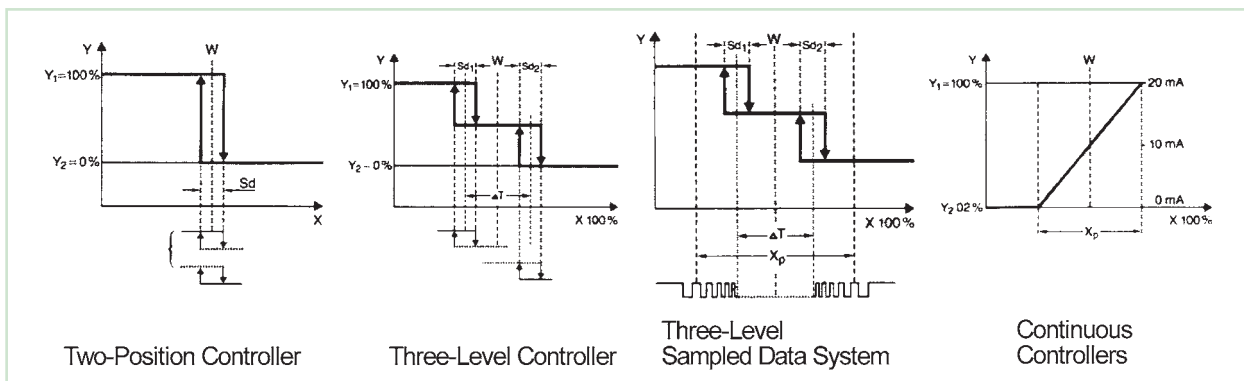 Y
W
Y₁=100%
Y₂=0%
Sd
X
Two-Position Controller
Y
Sd₁
W
Sd₂
Y₁=100%
Y₂-0%
ΔT
X 100%
Three-Level Controller
Y
Sd₁
W
Sd₂
X 100%
ΔT
Xp
Three-Level
Sampled Data System
Y
W
Y₁=100%
20 mA
10 mA
Y₂ 02%
0 mA
X 100%
Xp
Continuous
Controllers